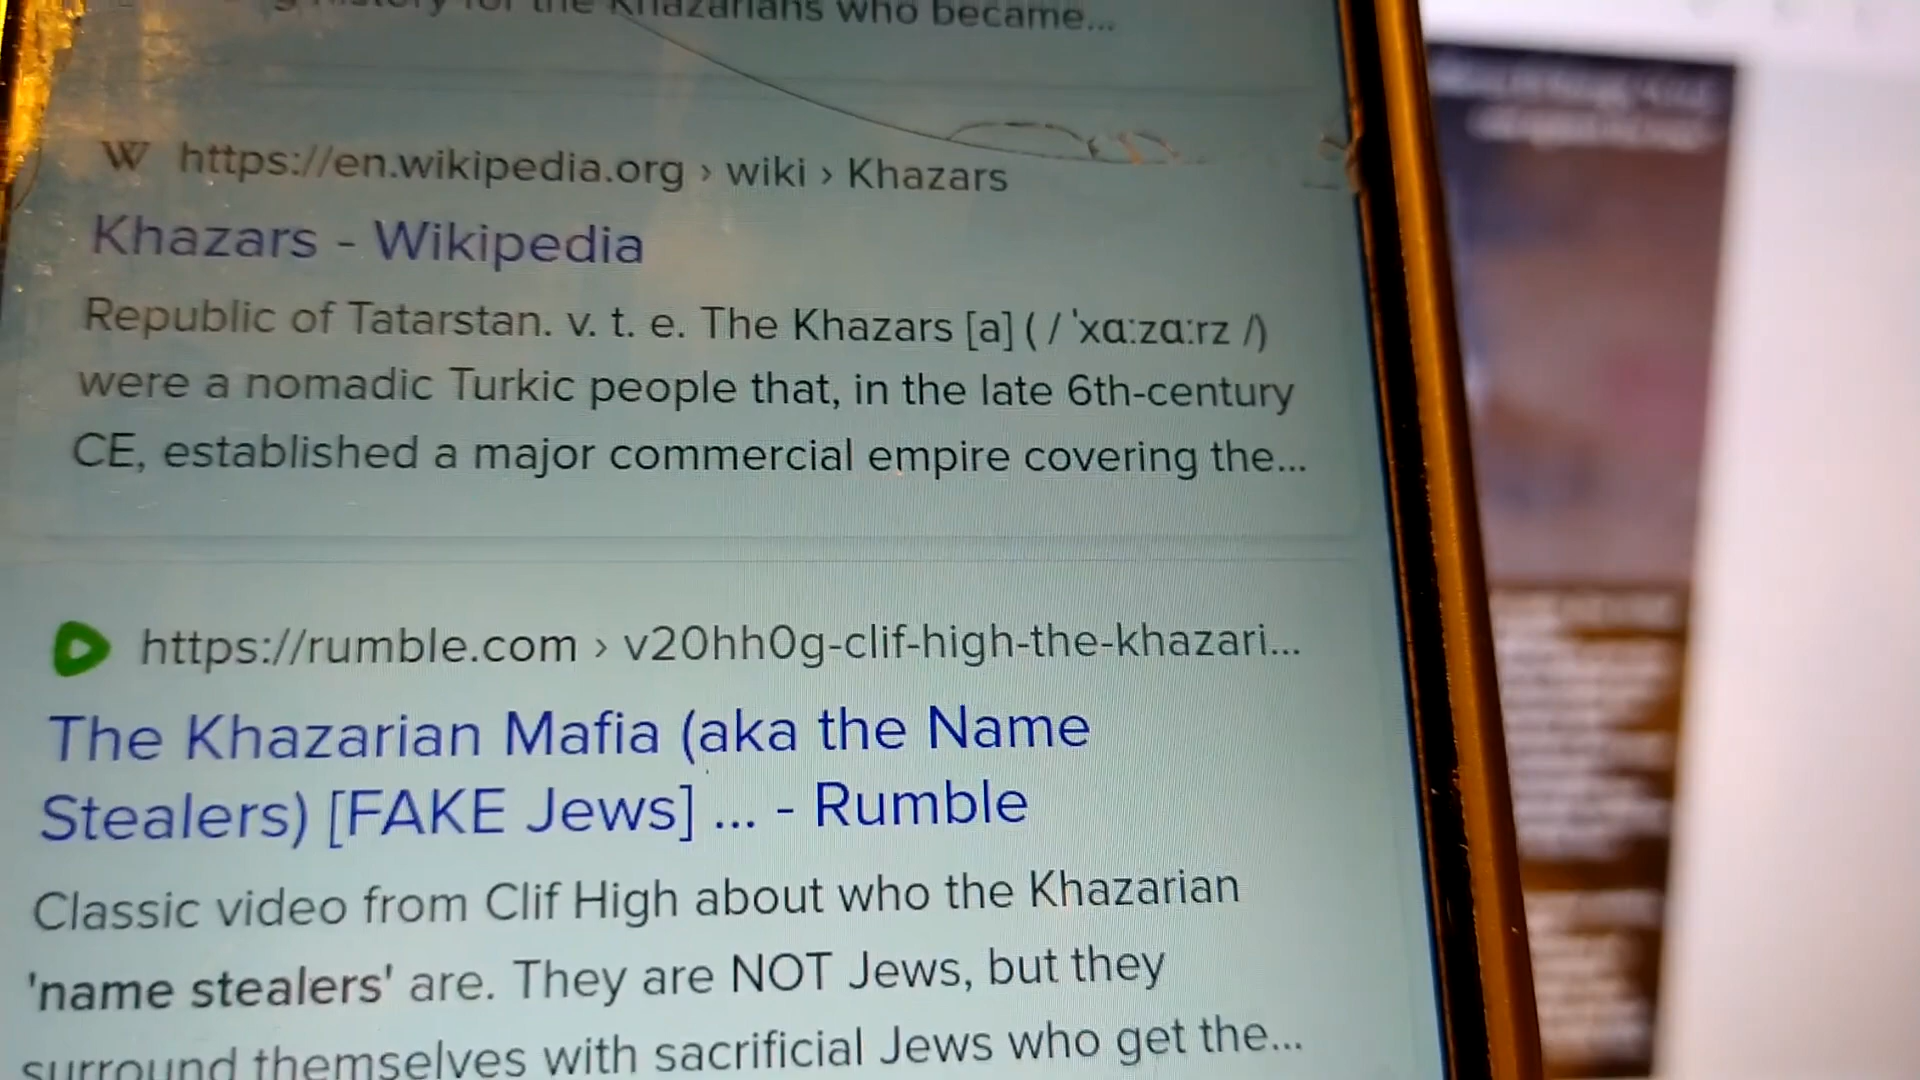 history for the Khazarians who became...
W https://en.wikipedia.org › wiki › Khazars
Khazars - Wikipedia
Republic of Tatarstan. v. t. e. The Khazars [a] ( / ˈxɑːzɑːrz /)
were a nomadic Turkic people that, in the late 6th-century
CE, established a major commercial empire covering the...
https://rumble.com › v20hh0g-clif-high-the-khazari...
The Khazarian Mafia (aka the Name
Stealers) [FAKE Jews] ... - Rumble
Classic video from Clif High about who the Khazarian
'name stealers' are. They are NOT Jews, but they
surround themselves with sacrificial Jews who get the...